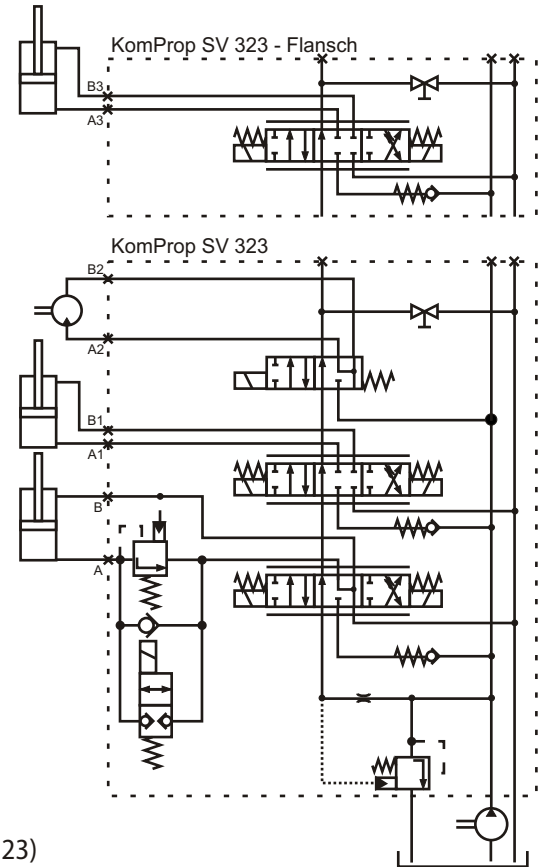 KomProp SV 323 - Flansch
B3
A3
KomProp SV 323
B2
A2
B1
A1
B
A
23)